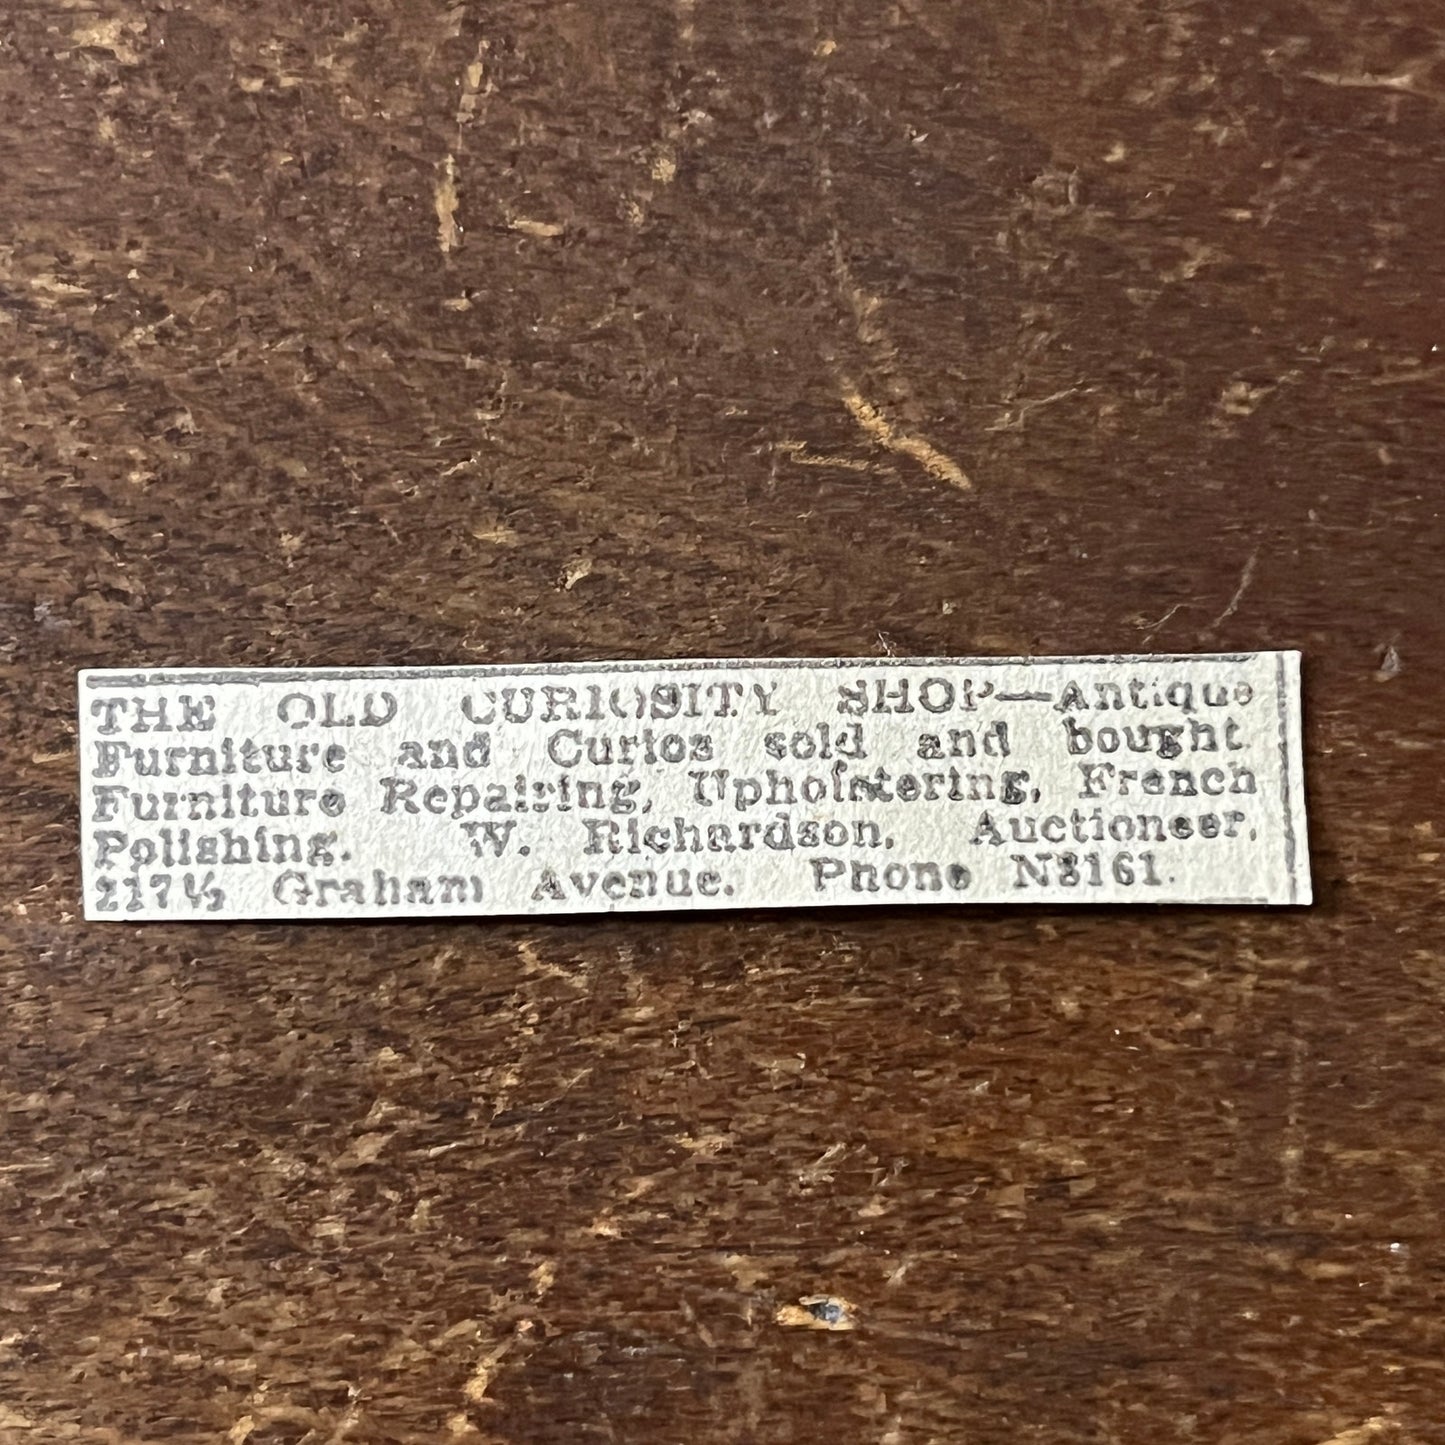 THE OLD CURIOSITY SHOP—Antique
Furniture and Curios sold and bought.
Furniture Repairing, Upholstering, French
Polishing. W. Richardson, Auctioneer,
217½ Graham Avenue. Phone N8161.